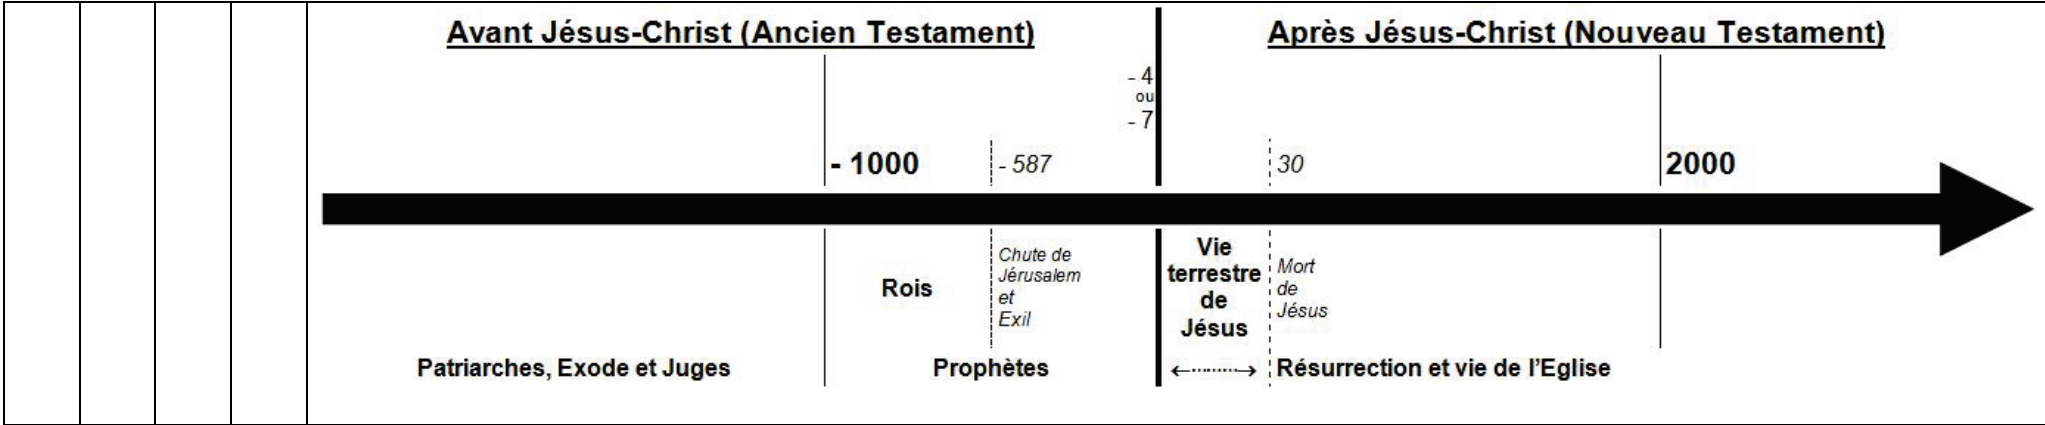 Avant Jésus-Christ (Ancien Testament)
Après Jésus-Christ (Nouveau Testament)
- 4
ou
- 7
- 1000
- 587
30
2000
Rois
Chute de
Jérusalem
et
Exil
Vie
terrestre
de
Jésus
Mort
de
Jésus
Patriarches, Exode et Juges
Prophètes
Résurrection et vie de l'Eglise